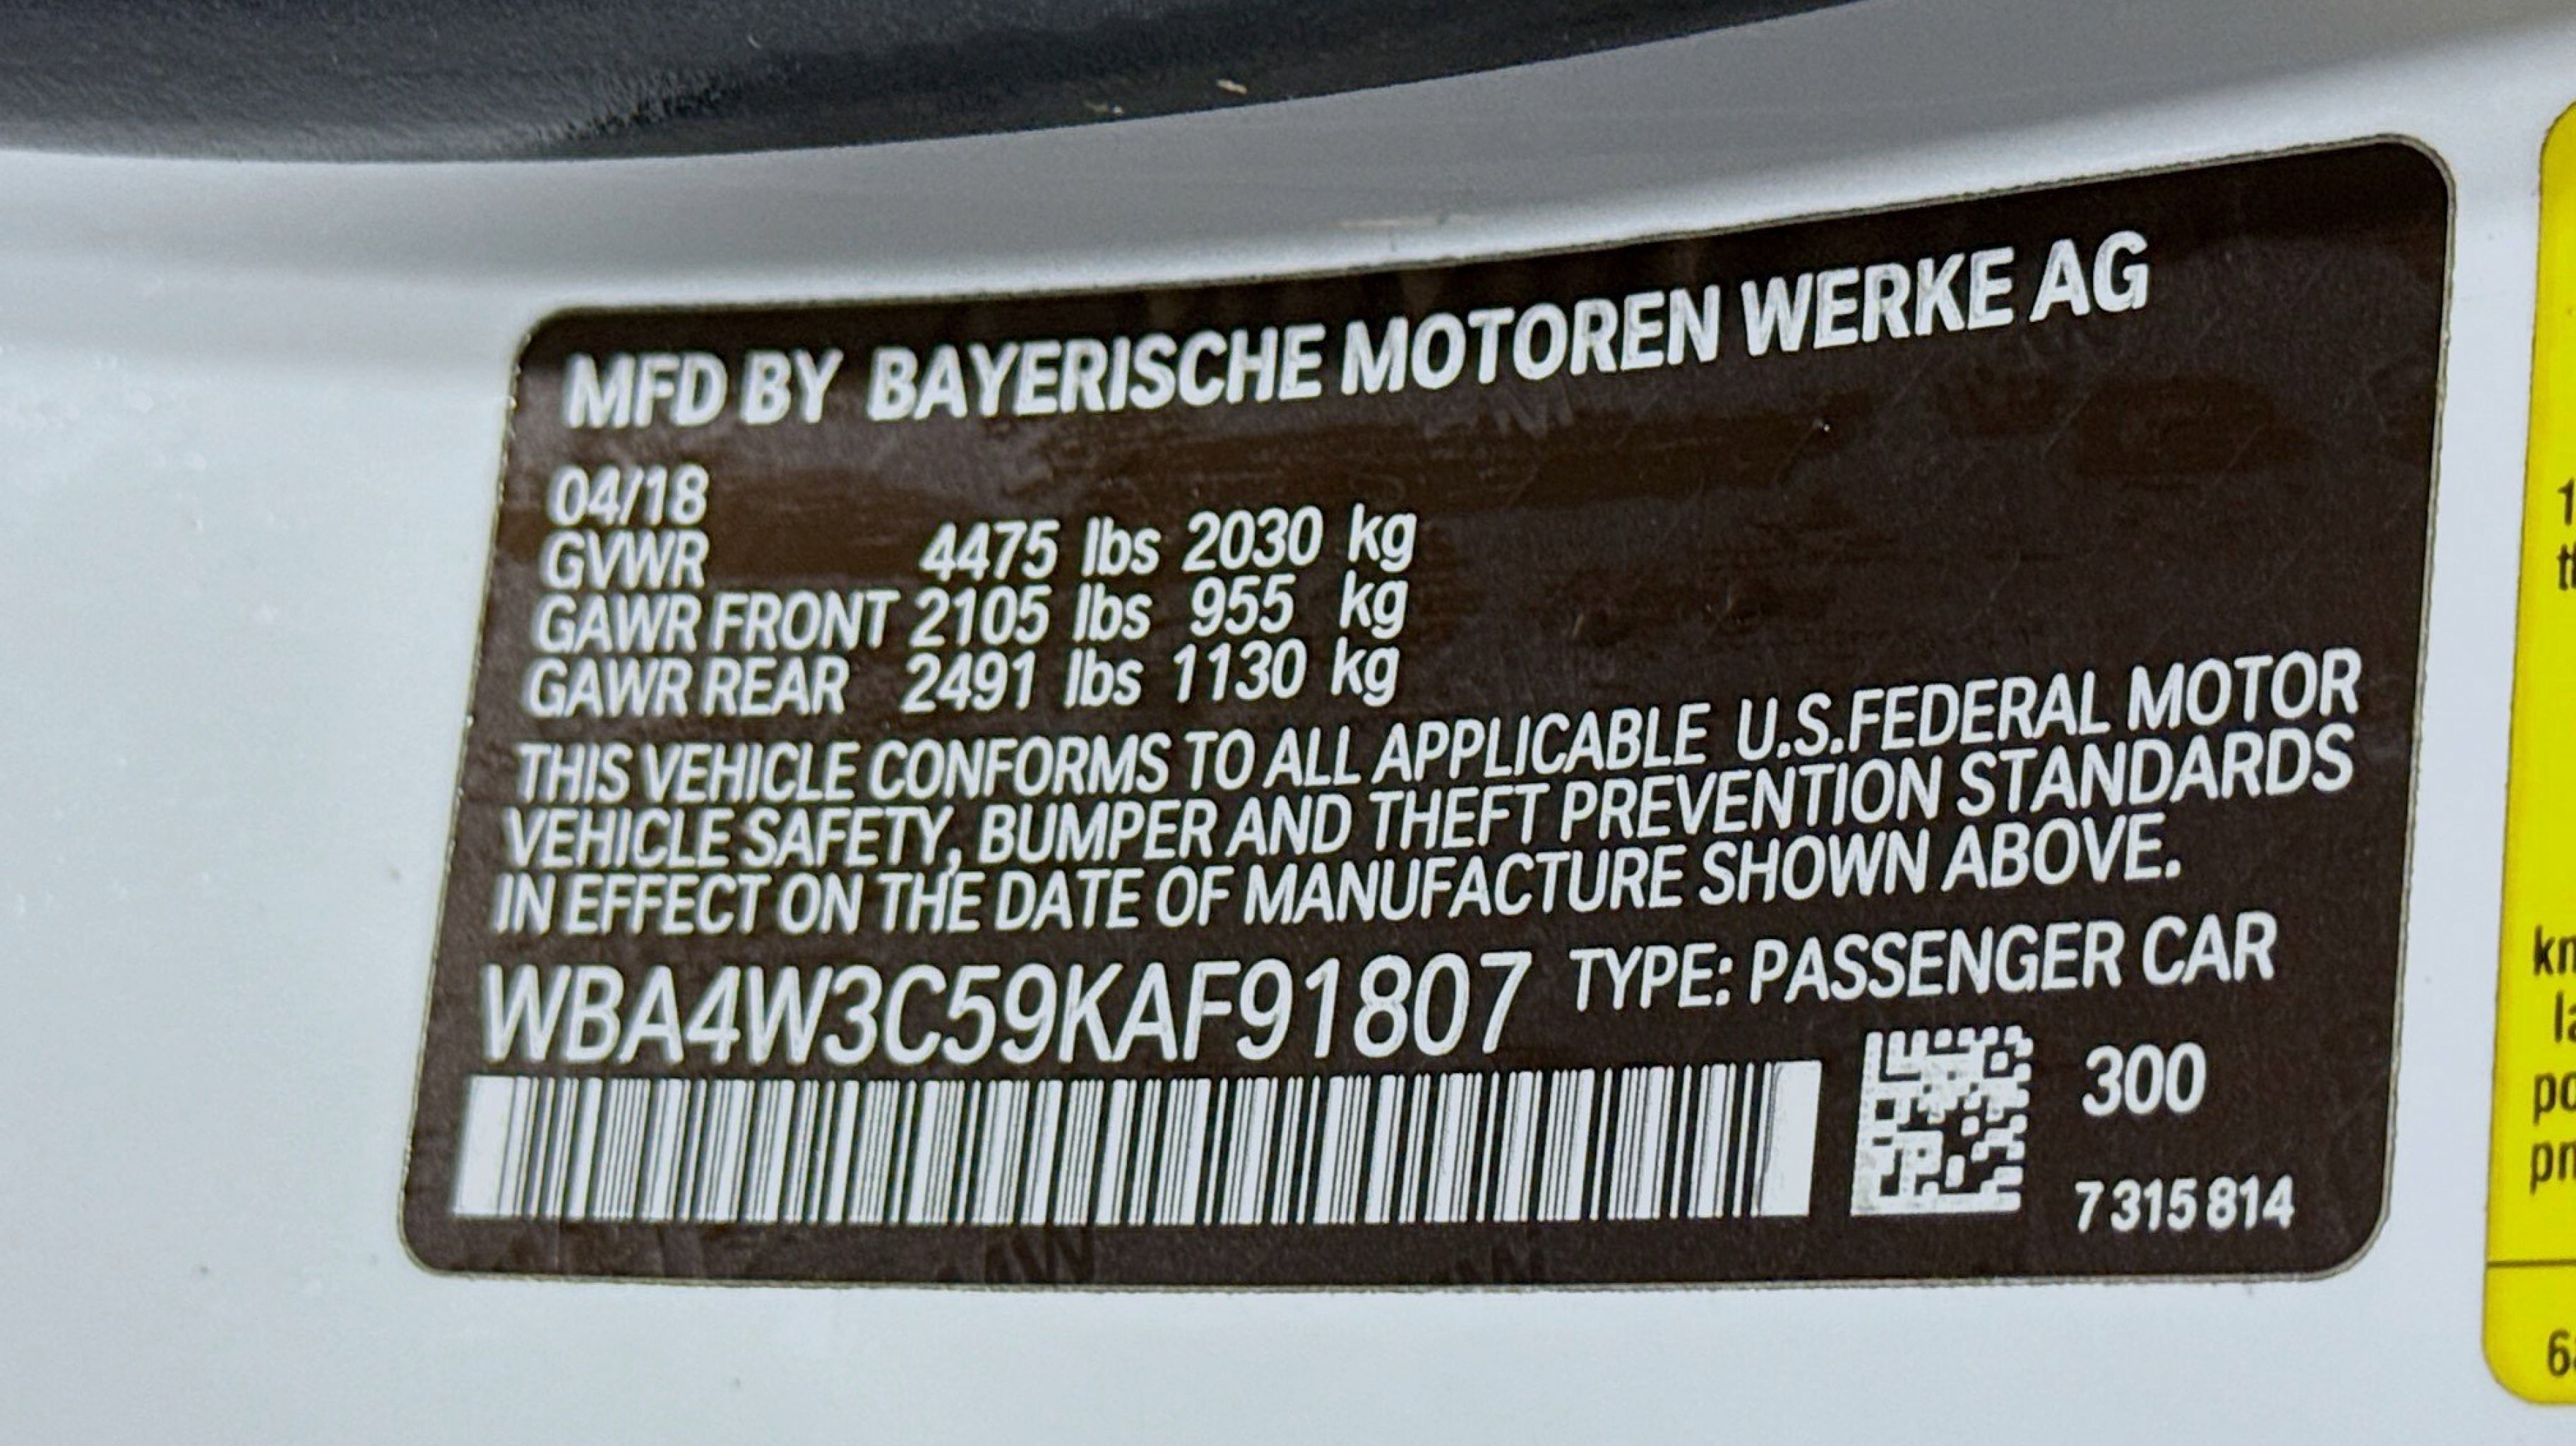 MFD BY BAYERISCHE MOTOREN WERKE AG
04/18
GVWR 4475 lbs 2030 kg
GAWR FRONT 2105 lbs 955 kg
GAWR REAR 2491 lbs 1130 kg
THIS VEHICLE CONFORMS TO ALL APPLICABLE U.S.FEDERAL MOTOR
VEHICLE SAFETY, BUMPER AND THEFT PREVENTION STANDARDS
IN EFFECT ON THE DATE OF MANUFACTURE SHOWN ABOVE.
WBA4W3C59KAF91807 TYPE: PASSENGER CAR
300
7 315 814